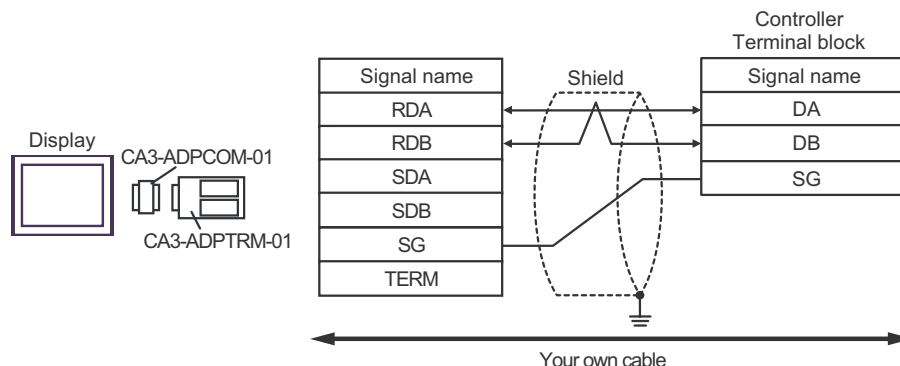 Display
CA3-ADPCOM-01
CA3-ADPTRM-01
Signal name
RDA
RDB
SDA
SDB
SG
TERM
Shield
Controller
Terminal block
Signal name
DA
DB
SG
Your own cable